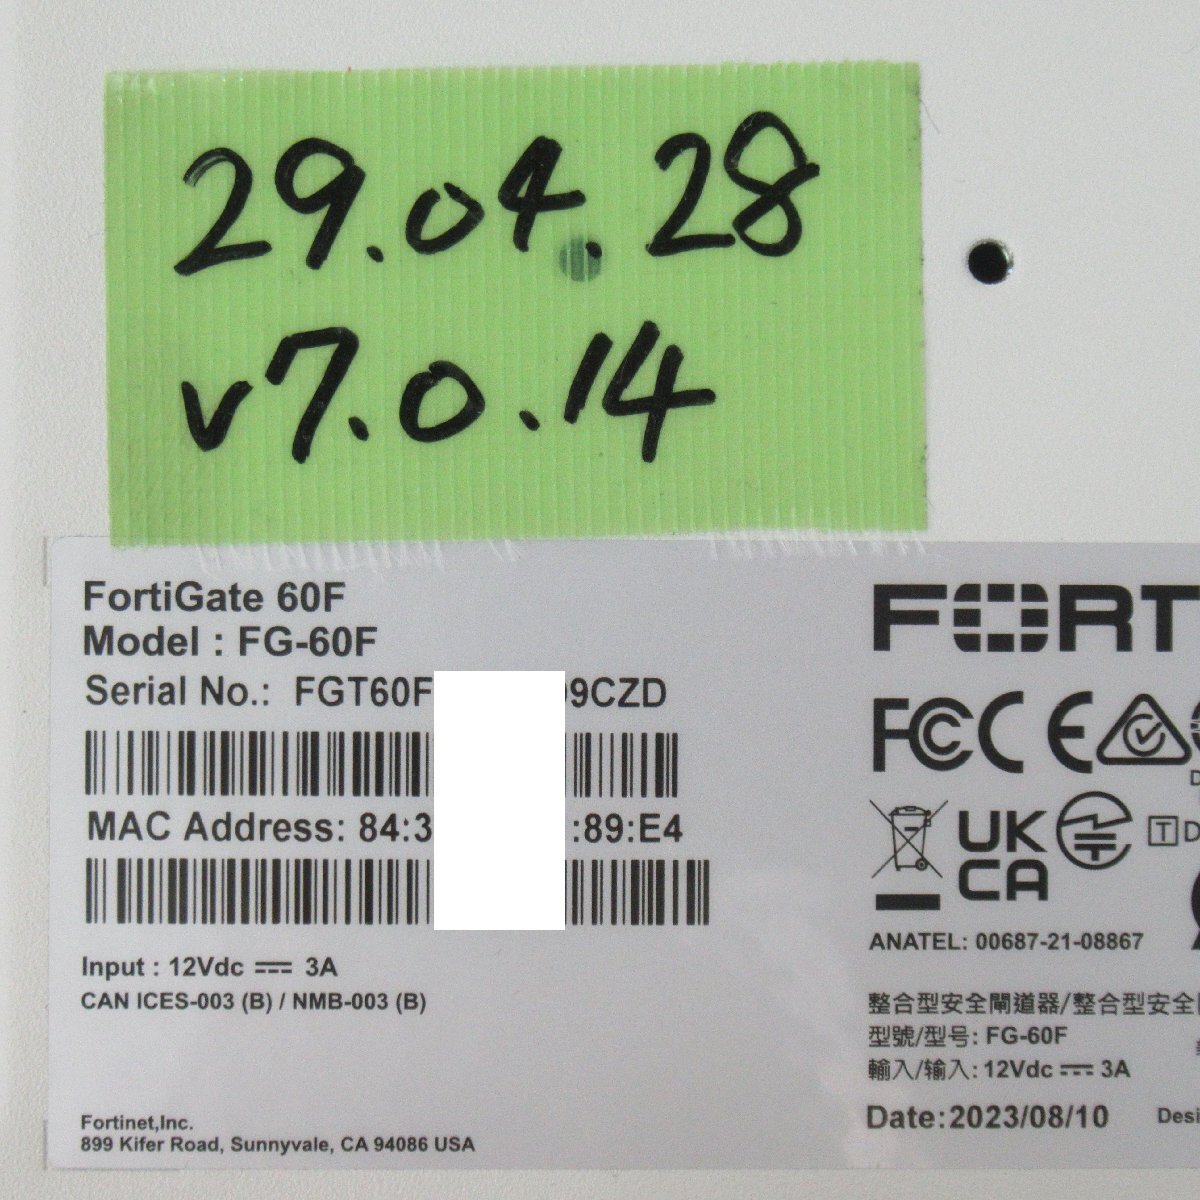 29.04.28
v7.0.14
FortiGate 60F
Model : FG-60F
Serial No.: FGT60F 9CZD
MAC Address: 84:3 :89:E4
Input : 12Vdc ⎓ 3A
CAN ICES-003 (B) / NMB-003 (B)
Fortinet,Inc.
899 Kifer Road, Sunnyvale, CA 94086 USA
FORT
FCC CE
UK
CA
T D
ANATEL: 00687-21-08867
整合型安全閘道器/整合型安全
型號/型号: FG-60F
輸入/输入: 12Vdc ⎓ 3A
Date:2023/08/10
Desi